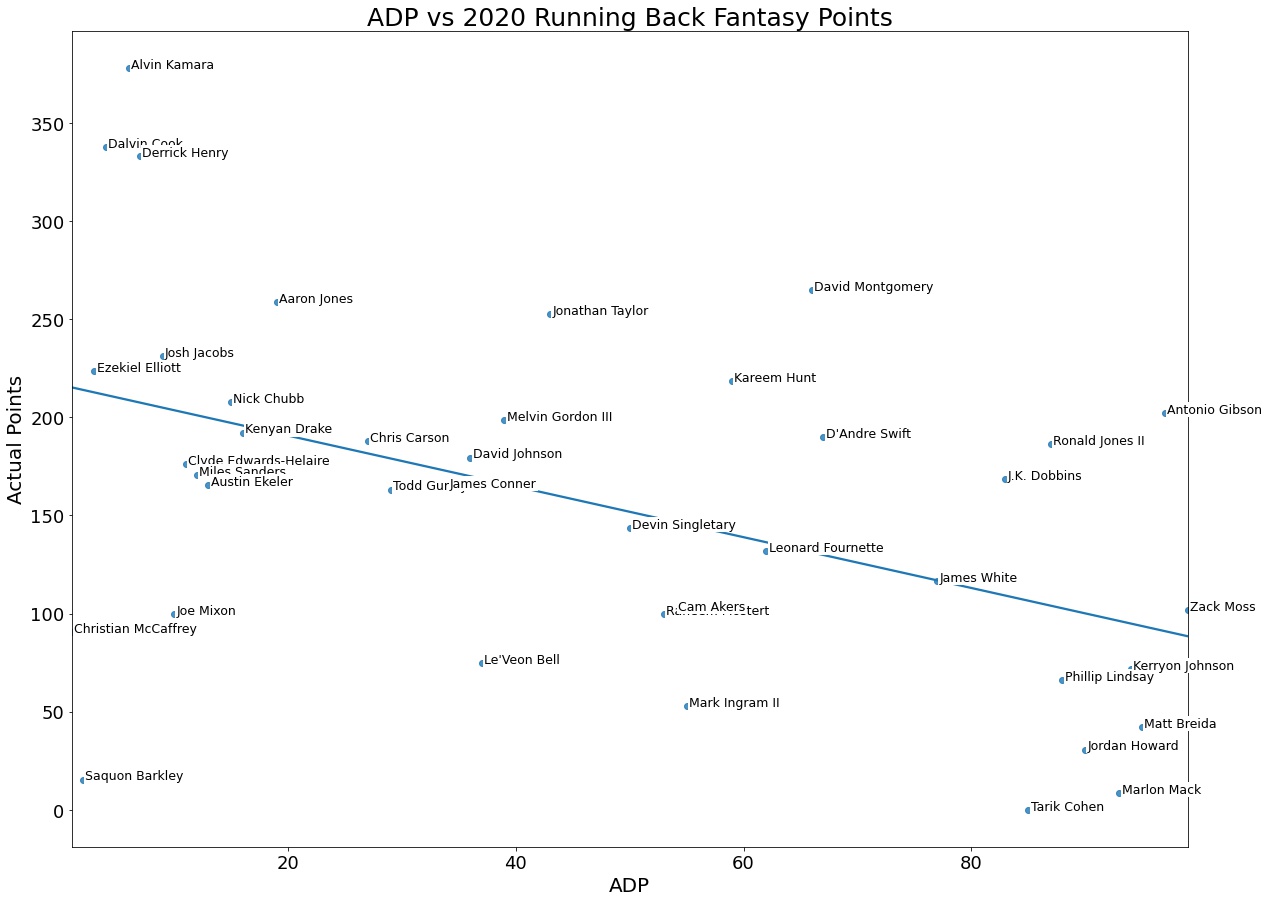 ADP vs 2020 Running Back Fantasy Points
Alvin Kamara
350
Dalvin Cook
Derrick Henry
300
Aaron Jones
David Montgomery
Jonathan Taylor
250
Josh Jacobs
Ezekiel Elliott
Kareem Hunt
Nick Chubb
Antonio Gibson
Melvin Gordon III
200
Kenyan Drake
D'Andre Swift
Chris Carson
Ronald Jones II
David Johnson
Clyde Edwards-Helaire
Miles Sanders
J.K. Dobbins
Austin Ekeler
Todd
James Conner
150
Devin Singletary
Leonard Fournette
James White
Cam Akers
Zack Moss
Joe Mixon
100
Christian McCaffrey
Le'Veon Bell
Kerryon Johnson
Phillip Lindsay
Mark Ingram II
50
Matt Breida
Jordan Howard
Saquon Barkley
Marlon Mack
Tarik Cohen
0
Actual Points
20 40 60 80
ADP